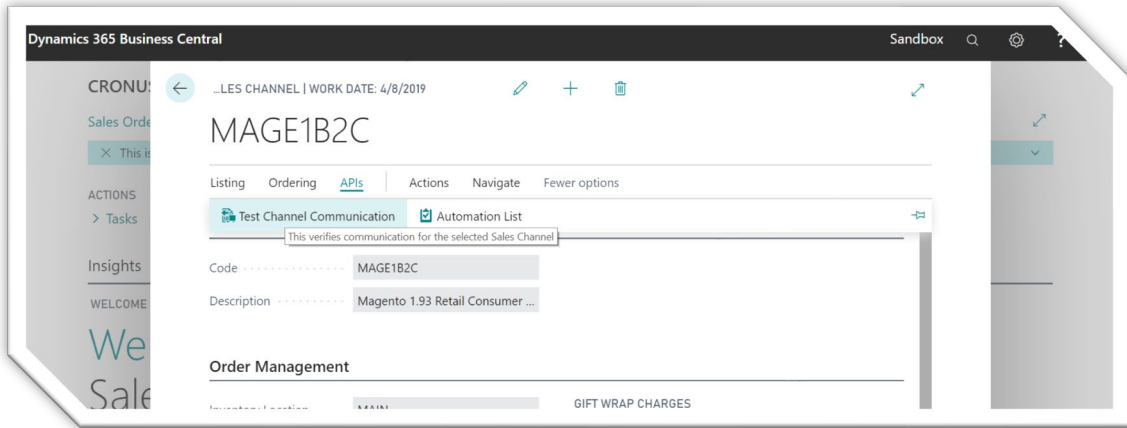 Dynamics 365 Business Central
Sandbox
CRONUS
...LES CHANNEL | WORK DATE: 4/8/2019
Sales Orde
MAGE1B2C
This is
Listing Ordering APIs Actions Navigate Fewer options
ACTIONS
Tasks
Test Channel Communication Automation List
This verifies communication for the selected Sales Channel
Insights
Code MAGE1B2C
WELCOME
Description Magento 1.93 Retail Consumer ...
We
Order Management
Sale
Inventory Location MAIN
GIFT WRAP CHARGES